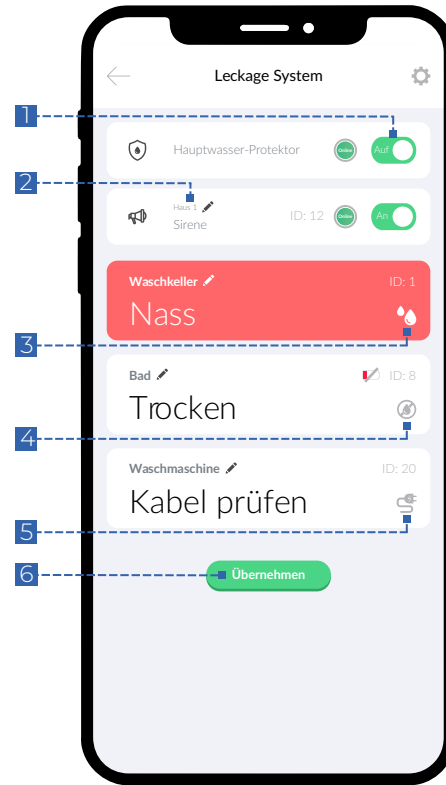 Leckage System
1
Hauptwasser-Protektor Online Auf
2
Haus 1
Sirene ID: 12 Online An
Waschkeller ID: 1
Nass
3
Bad ID: 8
Trocken
4
Waschmaschine ID: 20
Kabel prüfen
5
6
Übernehmen